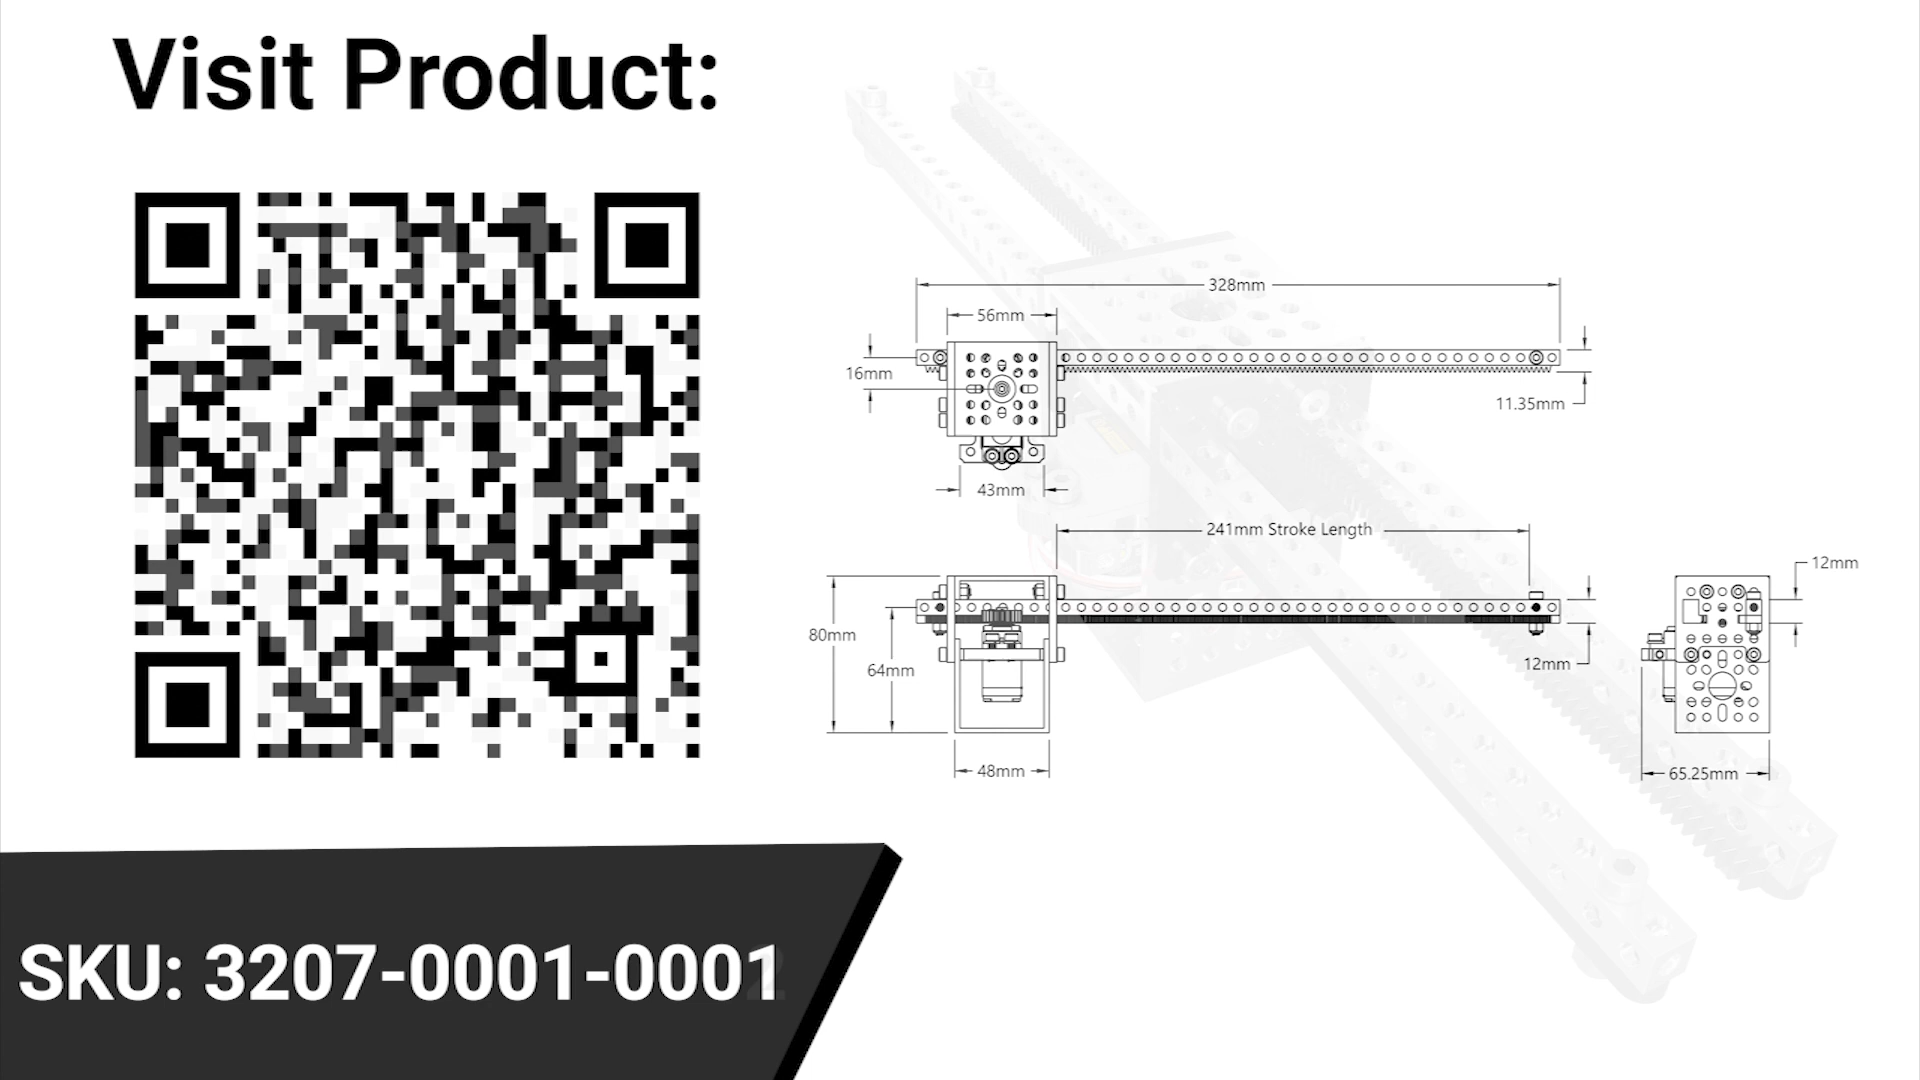 Visit Product:
328mm
56mm
16mm
11.35mm
43mm
241mm Stroke Length
12mm
80mm
64mm
12mm
48mm
65.25mm
SKU: 3207-0001-0001